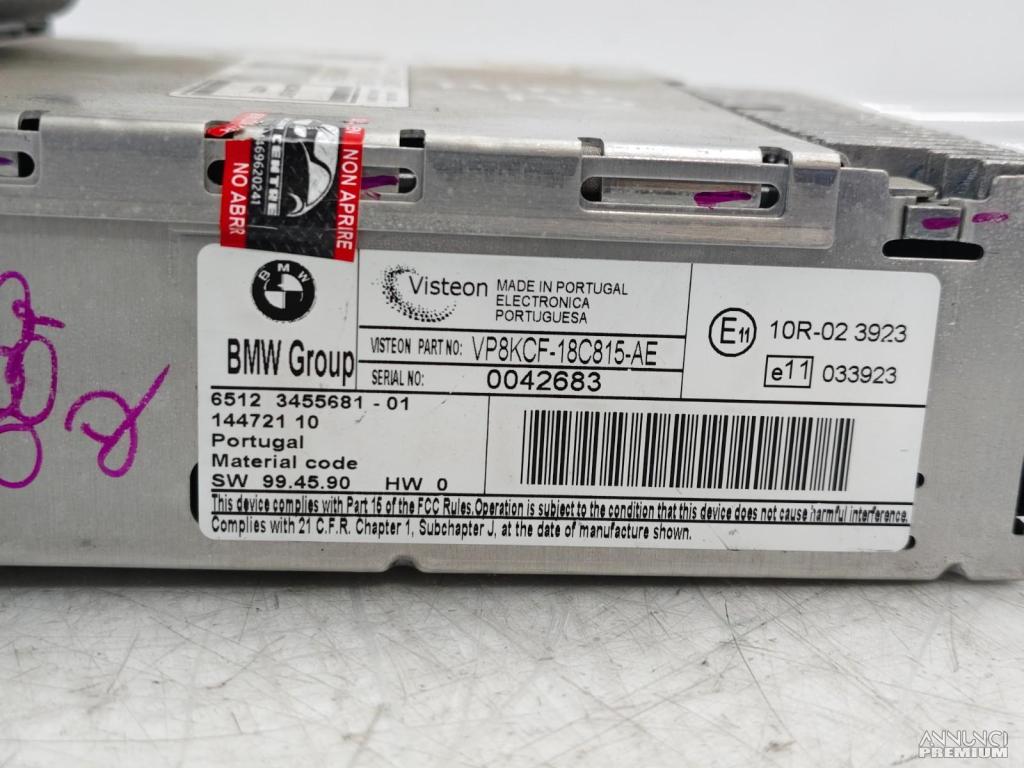 NON APRIRE
CENTRE
469620241
NO ABRIR
BMW
BMW Group
Visteon
MADE IN PORTUGAL
ELECTRONICA
PORTUGUESA
VISTEON PART NO: VP8KCF-18C815-AE
SERIAL NO: 0042683
E11 10R-02 3923
e11 033923
6512 3455681 - 01
144721 10
Portugal
Material code
SW 99.45.90 HW 0
This device complies with Part 15 of the FCC Rules.Operation is subject to the condition that this device does not cause harmful interference.
Complies with 21 C.F.R. Chapter 1, Subchapter J, at the date of manufacture shown.
ANNUNCI
PREMIUM